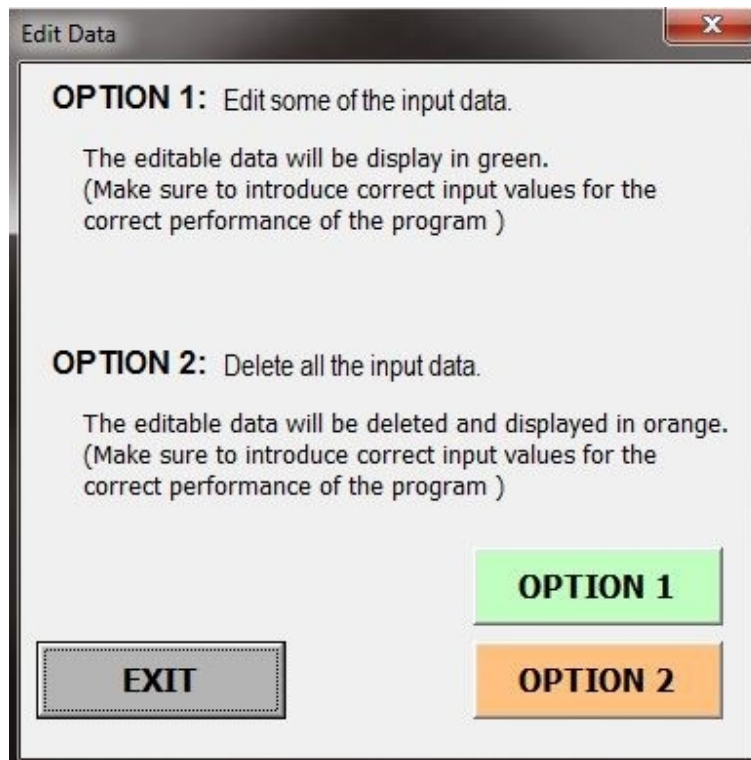 Edit Data
X
OPTION 1: Edit some of the input data.
The editable data will be display in green.
(Make sure to introduce correct input values for the
correct performance of the program )
OPTION 2: Delete all the input data.
The editable data will be deleted and displayed in orange.
(Make sure to introduce correct input values for the
correct performance of the program )
OPTION 1
EXIT
OPTION 2